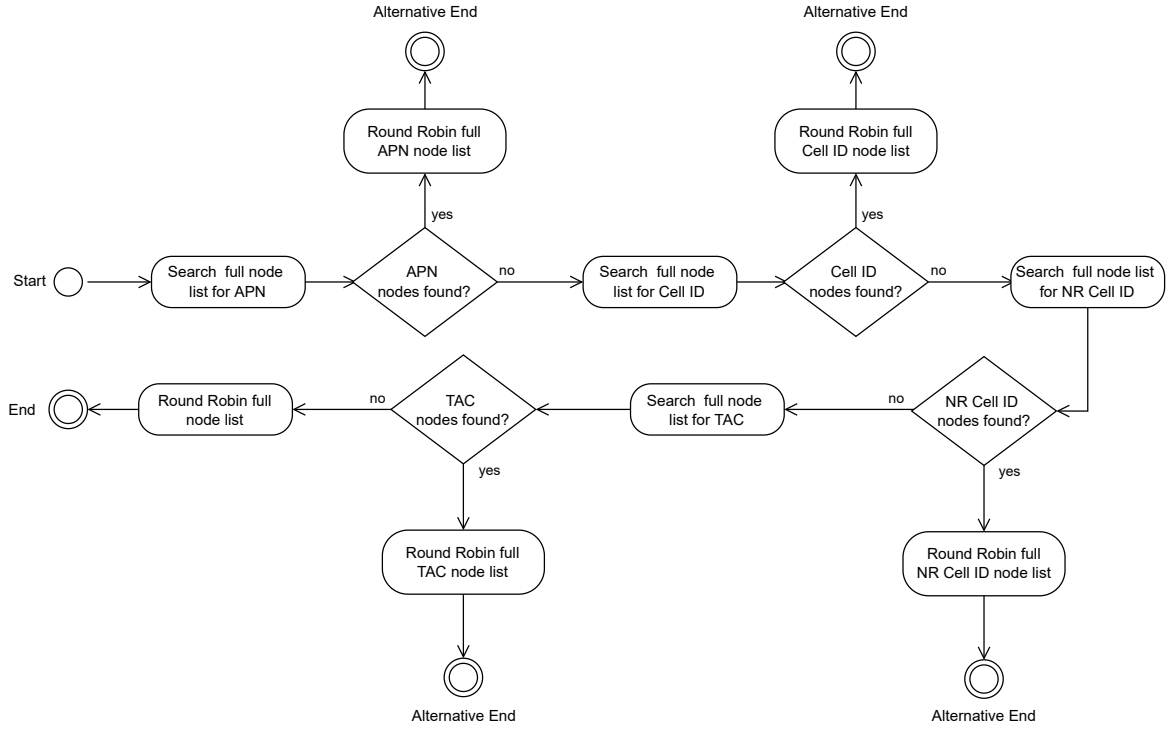 Alternative End
Alternative End
Round Robin full
APN node list
Round Robin full
Cell ID node list
yes
yes
Start
Search full node
list for APN
APN
nodes found?
no
Search full node
list for Cell ID
Cell ID
nodes found?
no
Search full node list
for NR Cell ID
End
Round Robin full
node list
no
TAC
nodes found?
Search full node
list for TAC
no
NR Cell ID
nodes found?
yes
yes
Round Robin full
TAC node list
Round Robin full
NR Cell ID node list
Alternative End
Alternative End